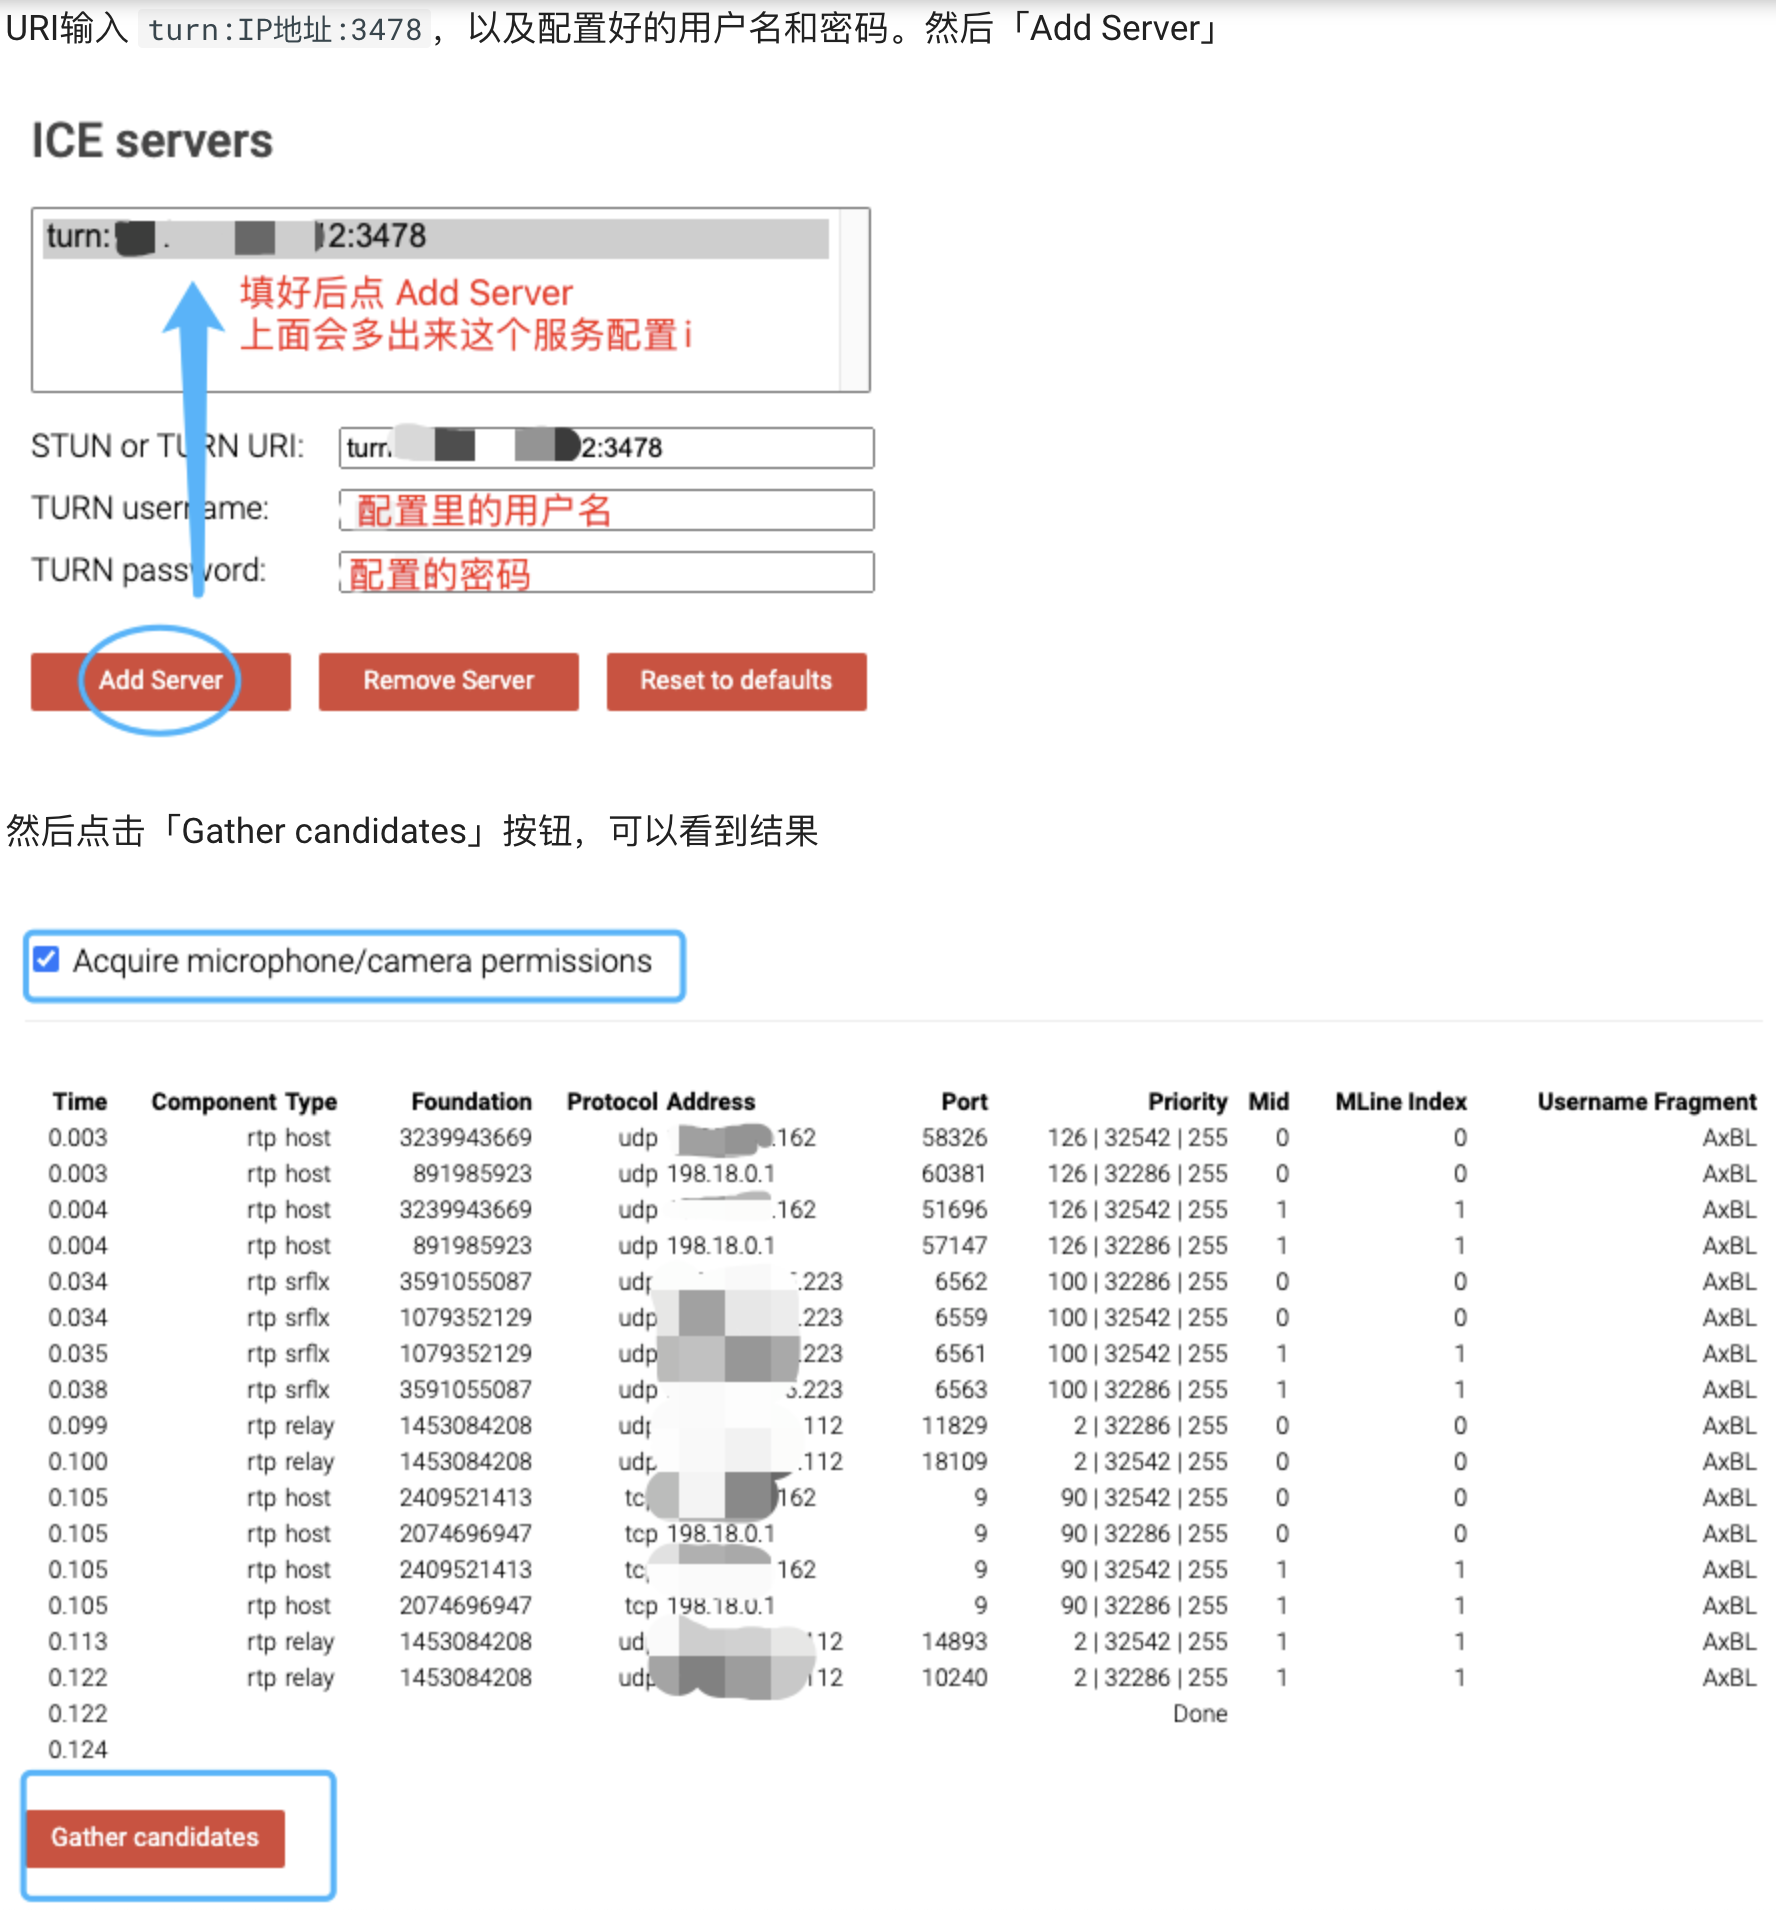 URI输入 turn:IP地址:3478，以及配置好的用户名和密码。然后「Add Server」
ICE servers
turn: . 2:3478
填好后点 Add Server
上面会多出来这个服务配置i
STUN or TURN URI: turn 2:3478
TURN username: 配置里的用户名
TURN password: 配置的密码
Add Server Remove Server Reset to defaults
然后点击「Gather candidates」按钮，可以看到结果
Acquire microphone/camera permissions
Time Component Type Foundation Protocol Address Port Priority Mid MLine Index Username Fragment
0.003 rtp host 3239943669 udp .162 58326 126 | 32542 | 255 0 0 AxBL
0.003 rtp host 891985923 udp 198.18.0.1 60381 126 | 32286 | 255 0 0 AxBL
0.004 rtp host 3239943669 udp .162 51696 126 | 32542 | 255 1 1 AxBL
0.004 rtp host 891985923 udp 198.18.0.1 57147 126 | 32286 | 255 1 1 AxBL
0.034 rtp srflx 3591055087 udp .223 6562 100 | 32286 | 255 0 0 AxBL
0.034 rtp srflx 1079352129 udp .223 6559 100 | 32542 | 255 0 0 AxBL
0.035 rtp srflx 1079352129 udp .223 6561 100 | 32542 | 255 1 1 AxBL
0.038 rtp srflx 3591055087 udp .223 6563 100 | 32286 | 255 1 1 AxBL
0.099 rtp relay 1453084208 udp 112 11829 2 | 32286 | 255 0 0 AxBL
0.100 rtp relay 1453084208 udp .112 18109 2 | 32542 | 255 0 0 AxBL
0.105 rtp host 2409521413 tc 162 9 90 | 32542 | 255 0 0 AxBL
0.105 rtp host 2074696947 tcp 198.18.0.1 9 90 | 32286 | 255 0 0 AxBL
0.105 rtp host 2409521413 tc 162 9 90 | 32542 | 255 1 1 AxBL
0.105 rtp host 2074696947 tcp 198.18.0.1 9 90 | 32286 | 255 1 1 AxBL
0.113 rtp relay 1453084208 ud 112 14893 2 | 32542 | 255 1 1 AxBL
0.122 rtp relay 1453084208 udp 112 10240 2 | 32286 | 255 1 1 AxBL
0.122 Done
0.124
Gather candidates